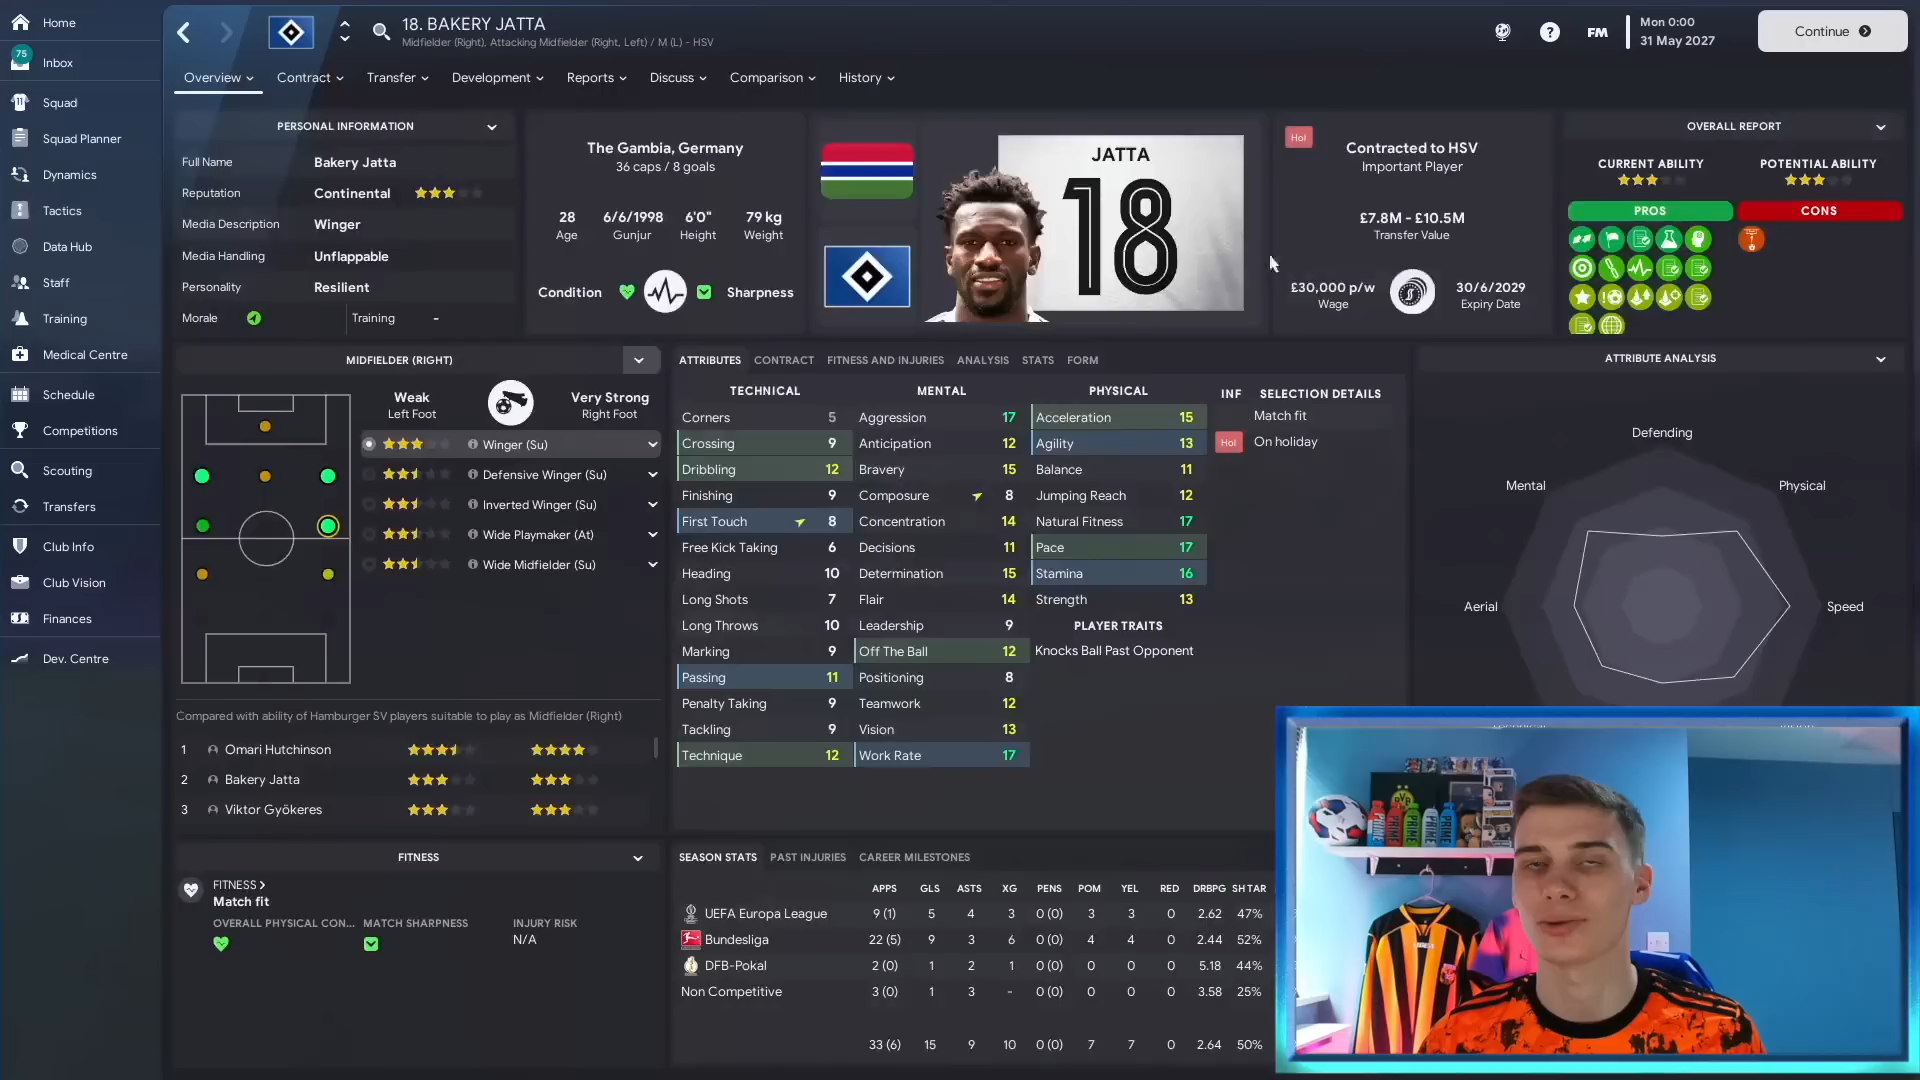 Home
75
Inbox
Squad
Squad Planner
Dynamics
Tactics
Data Hub
Staff
Training
Medical Centre
Schedule
Competitions
Scouting
Transfers
Club Info
Club Vision
Finances
Dev. Centre
18. BAKERY JATTA
Midfielder (Right), Attacking Midfielder (Right, Left) / M (L) - HSV
FM
Mon 0:00
31 May 2027
Continue
Overview Contract Transfer Development Reports Discuss Comparison History
PERSONAL INFORMATION
Full Name Bakery Jatta
Reputation Continental
Media Description Winger
Media Handling Unflappable
Personality Resilient
Morale Training -
The Gambia, Germany
36 caps / 8 goals
28 6/6/1998 6'0" 79 kg
Age Gunjur Height Weight
Condition Sharpness
JATTA
18
Hol
Contracted to HSV
Important Player
£7.8M - £10.5M
Transfer Value
£30,000 p/w 30/6/2029
Wage Expiry Date
OVERALL REPORT
CURRENT ABILITY POTENTIAL ABILITY
PROS CONS
MIDFIELDER (RIGHT)
Weak Very Strong
Left Foot Right Foot
Winger (Su)
Defensive Winger (Su)
Inverted Winger (Su)
Wide Playmaker (At)
Wide Midfielder (Su)
Compared with ability of Hamburger SV players suitable to play as Midfielder (Right)
1 Omari Hutchinson
2 Bakery Jatta
3 Viktor Gyökeres
ATTRIBUTES CONTRACT FITNESS AND INJURIES ANALYSIS STATS FORM
TECHNICAL MENTAL PHYSICAL INF SELECTION DETAILS
Corners 5 Aggression 17 Acceleration 15 Match fit
Crossing 9 Anticipation 12 Agility 13 Hol On holiday
Dribbling 12 Bravery 15 Balance 11
Finishing 9 Composure 8 Jumping Reach 12
First Touch 8 Concentration 14 Natural Fitness 17
Free Kick Taking 6 Decisions 11 Pace 17
Heading 10 Determination 15 Stamina 16
Long Shots 7 Flair 14 Strength 13
Long Throws 10 Leadership 9 PLAYER TRAITS
Marking 9 Off The Ball 12 Knocks Ball Past Opponent
Passing 11 Positioning 8
Penalty Taking 9 Teamwork 12
Tackling 9 Vision 13
Technique 12 Work Rate 17
ATTRIBUTE ANALYSIS
Defending
Mental Physical
Aerial Speed
FITNESS
FITNESS
Match fit
OVERALL PHYSICAL CON... MATCH SHARPNESS INJURY RISK
N/A
SEASON STATS PAST INJURIES CAREER MILESTONES
APPS GLS ASTS XG PENS POM YEL RED DRBPG SH TAR
UEFA Europa League 9 (1) 5 4 3 0 (0) 3 3 0 2.62 47%
Bundesliga 22 (5) 9 3 6 0 (0) 4 4 0 2.44 52%
DFB-Pokal 2 (0) 1 2 1 0 (0) 0 0 0 5.18 44%
Non Competitive 3 (0) 1 3 - 0 (0) 0 0 0 3.58 25%
33 (6) 15 9 10 0 (0) 7 7 0 2.64 50%
BVB
PRIME PRIME PRIME PRIME PRIME